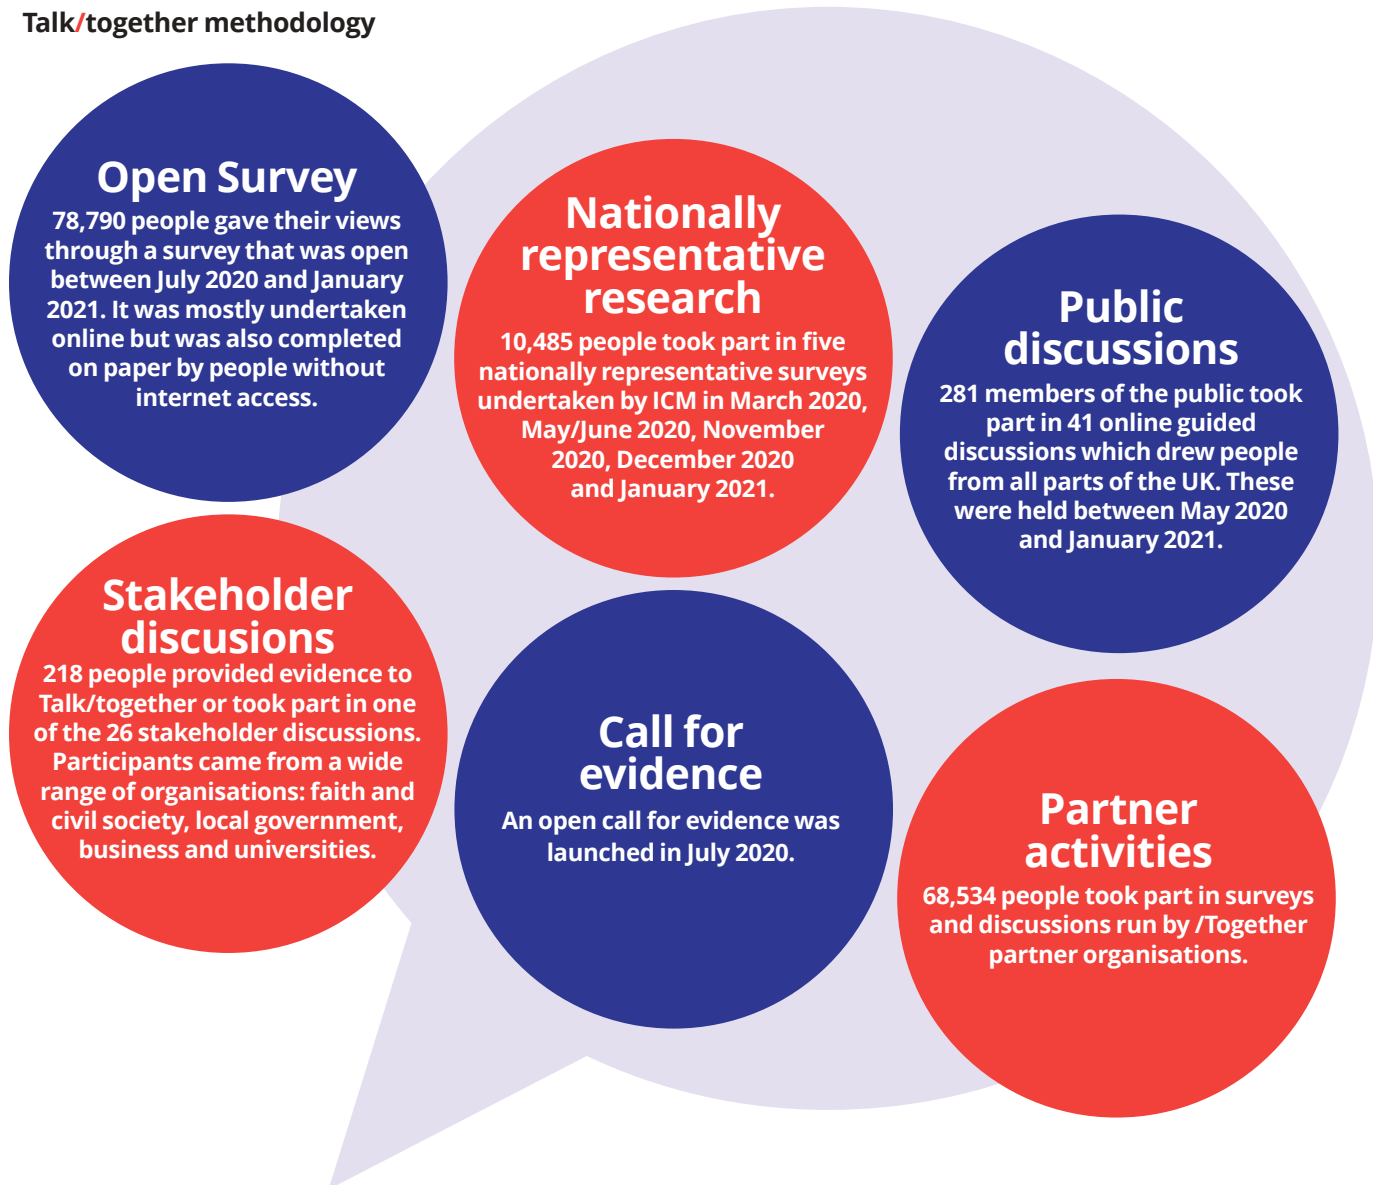 Talk/together methodology
Open Survey
78,790 people gave their views
through a survey that was open
between July 2020 and January
2021. It was mostly undertaken
online but was also completed
on paper by people without
internet access.
Nationally
representative
research
10,485 people took part in five
nationally representative surveys
undertaken by ICM in March 2020,
May/June 2020, November
2020, December 2020
and January 2021.
Public
discussions
281 members of the public took
part in 41 online guided
discussions which drew people
from all parts of the UK. These
were held between May 2020
and January 2021.
Stakeholder
discusions
218 people provided evidence to
Talk/together or took part in one
of the 26 stakeholder discussions.
Participants came from a wide
range of organisations: faith and
civil society, local government,
business and universities.
Call for
evidence
An open call for evidence was
launched in July 2020.
Partner
activities
68,534 people took part in surveys
and discussions run by /Together
partner organisations.